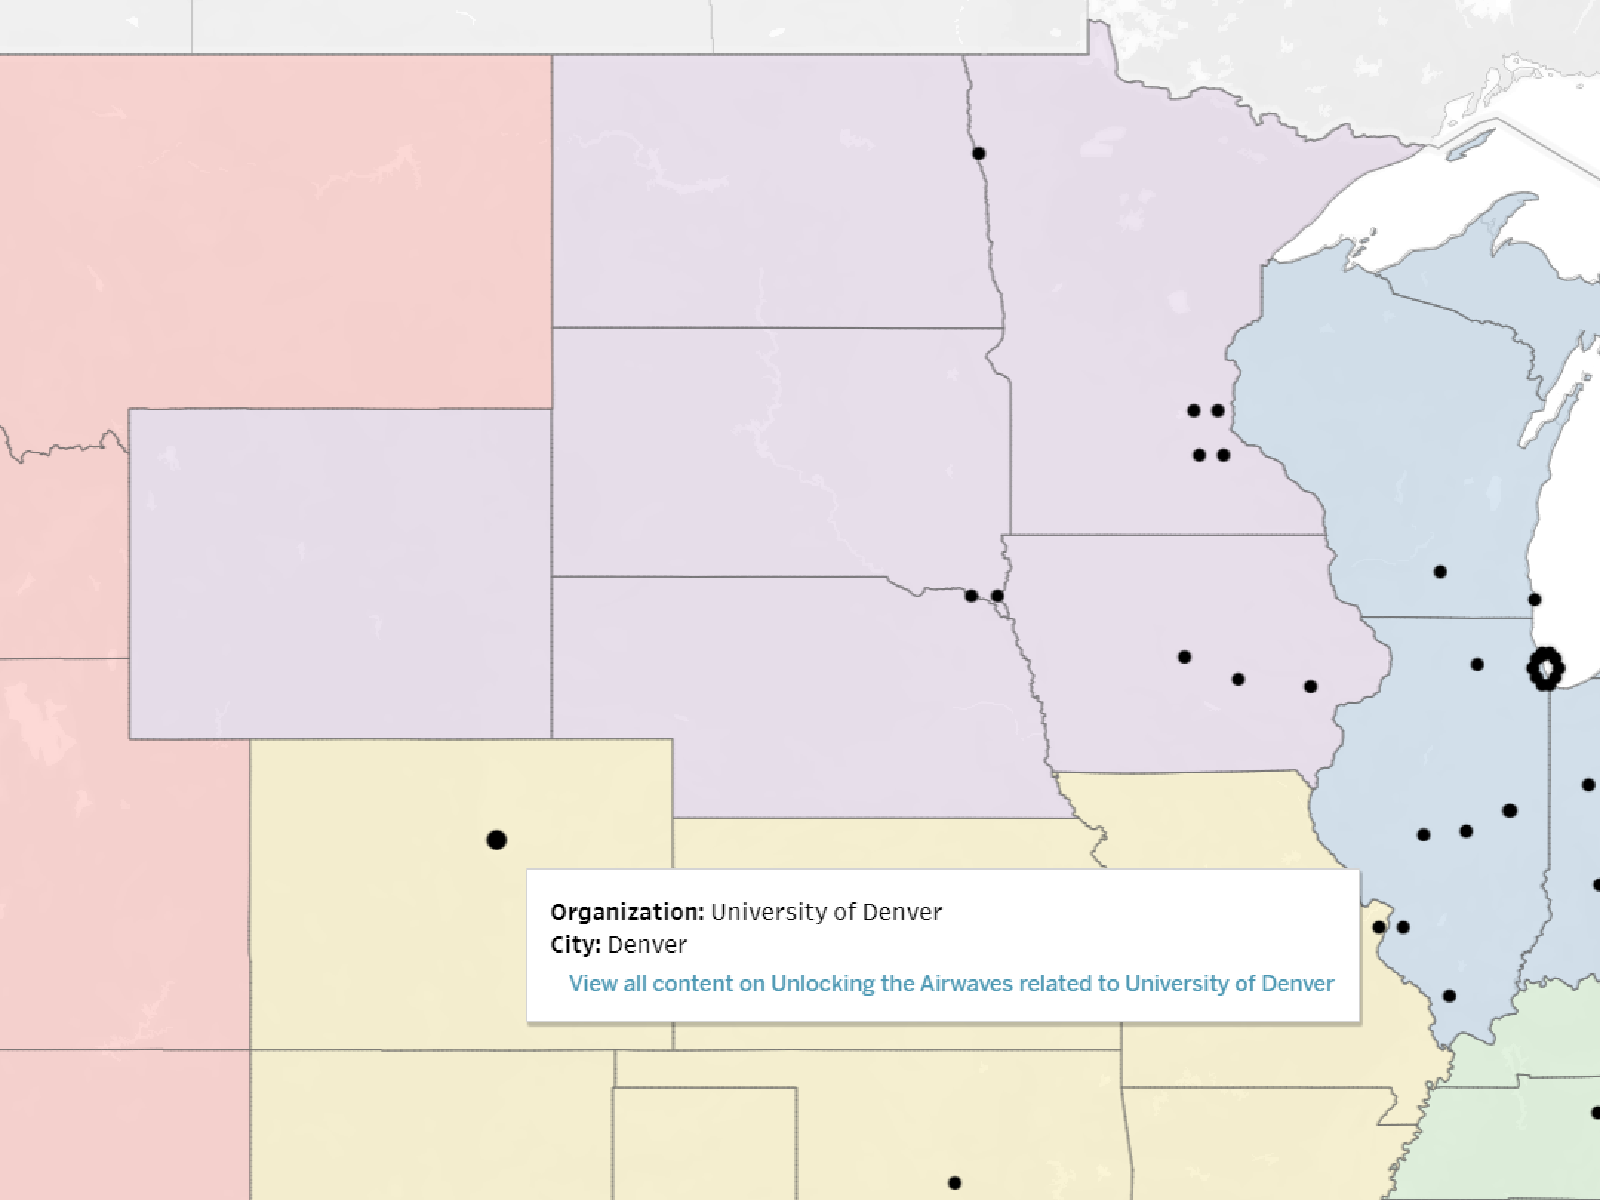 Organization: University of Denver
City: Denver
View all content on Unlocking the Airwaves related to University of Denver